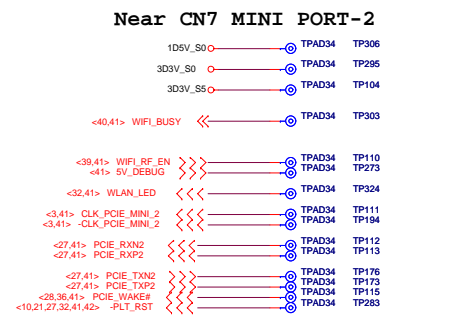 Near CN7 MINI PORT-2
1D5V_S0 TPAD34 TP306
3D3V_S0 TPAD34 TP295
3D3V_S5 TPAD34 TP104
<40,41> WIFI_BUSY TPAD34 TP303
<39,41> WIFI_RF_EN TPAD34 TP110
<41> 5V_DEBUG TPAD34 TP273
<32,41> WLAN_LED TPAD34 TP324
<3,41> CLK_PCIE_MINI_2 TPAD34 TP111
<3,41> -CLK_PCIE_MINI_2 TPAD34 TP194
<27,41> PCIE_RXN2 TPAD34 TP112
<27,41> PCIE_RXP2 TPAD34 TP113
<27,41> PCIE_TXN2 TPAD34 TP176
<27,41> PCIE_TXP2 TPAD34 TP173
<28,36,41> PCIE_WAKE# TPAD34 TP115
<10,21,27,32,41,42> -PLT_RST TPAD34 TP283